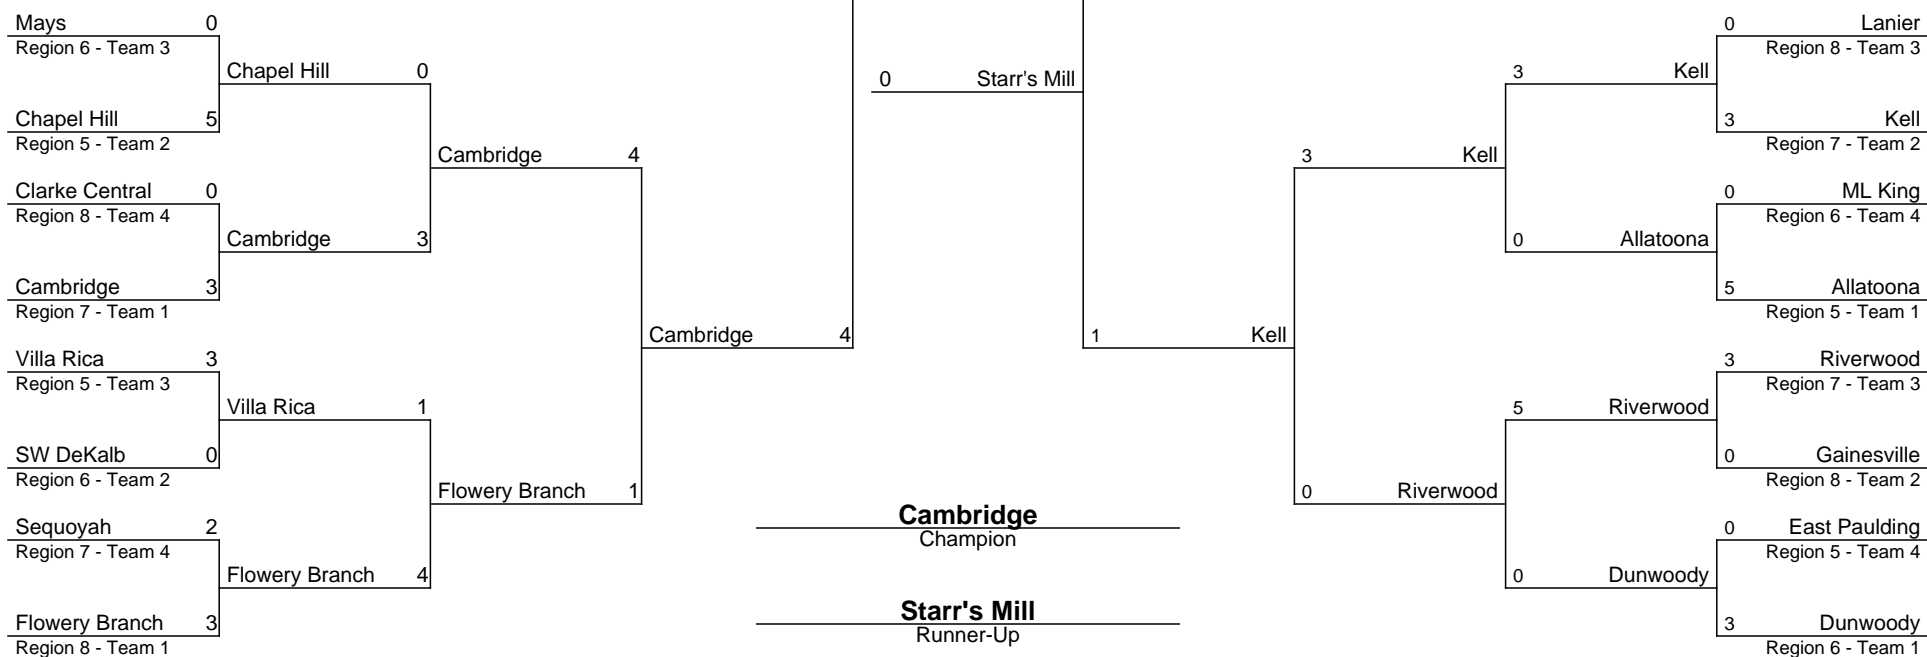 Mays 0
Region 6 - Team 3
Chapel Hill 0
Chapel Hill 5
Region 5 - Team 2
Cambridge 4
Clarke Central 0
Region 8 - Team 4
Cambridge 3
Cambridge 3
Region 7 - Team 1
Cambridge 4
Villa Rica 3
Region 5 - Team 3
Villa Rica 1
SW DeKalb 0
Region 6 - Team 2
Flowery Branch 1
Sequoyah 2
Region 7 - Team 4
Flowery Branch 4
Flowery Branch 3
Region 8 - Team 1
0 Starr's Mill
Cambridge
Champion
Starr's Mill
Runner-Up
0 Lanier
Region 8 - Team 3
3 Kell
3 Kell
Region 7 - Team 2
3 Kell
0 ML King
Region 6 - Team 4
0 Allatoona
5 Allatoona
Region 5 - Team 1
1 Kell
3 Riverwood
Region 7 - Team 3
5 Riverwood
0 Gainesville
Region 8 - Team 2
0 Riverwood
0 East Paulding
Region 5 - Team 4
0 Dunwoody
3 Dunwoody
Region 6 - Team 1